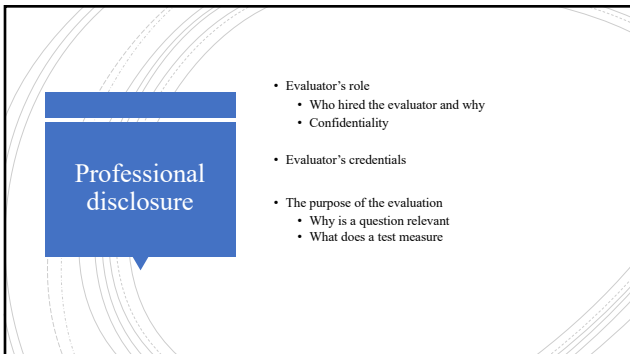 Professional
disclosure
• Evaluator's role
• Who hired the evaluator and why
• Confidentiality
• Evaluator's credentials
• The purpose of the evaluation
• Why is a question relevant
• What does a test measure